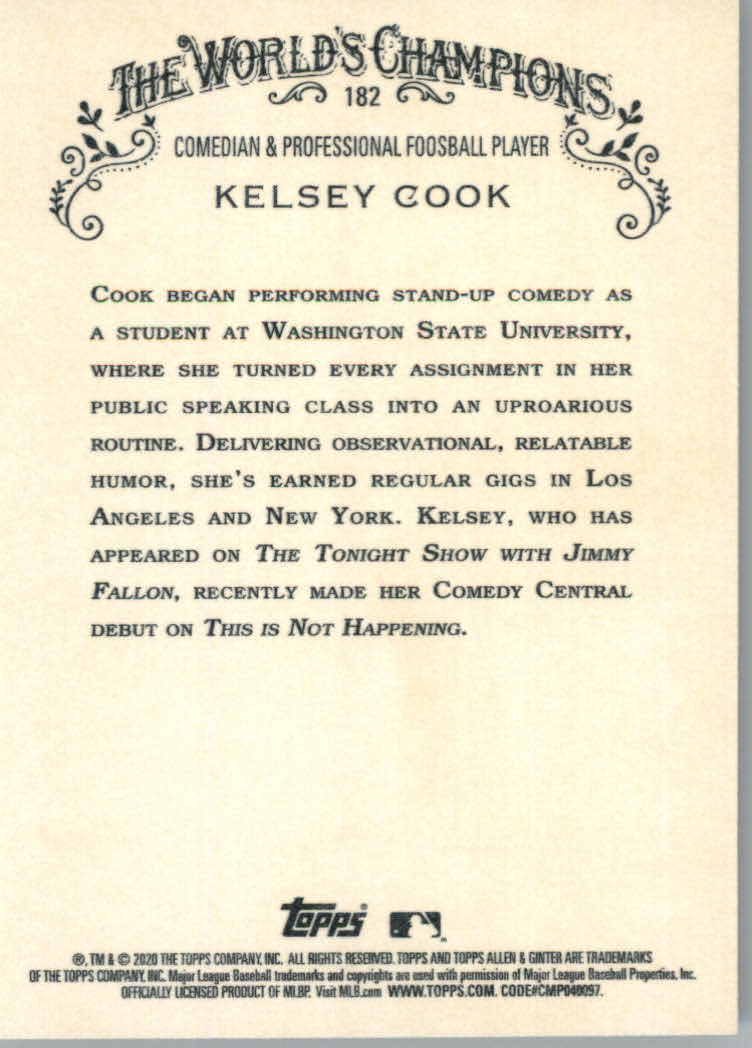 THE WORLD'S CHAMPIONS
182
COMEDIAN & PROFESSIONAL FOOSBALL PLAYER
KELSEY COOK
COOK BEGAN PERFORMING STAND-UP COMEDY AS
A STUDENT AT WASHINGTON STATE UNIVERSITY,
WHERE SHE TURNED EVERY ASSIGNMENT IN HER
PUBLIC SPEAKING CLASS INTO AN UPROARIOUS
ROUTINE. DELIVERING OBSERVATIONAL, RELATABLE
HUMOR, SHE'S EARNED REGULAR GIGS IN LOS
ANGELES AND NEW YORK. KELSEY, WHO HAS
APPEARED ON THE TONIGHT SHOW WITH JIMMY
FALLON, RECENTLY MADE HER COMEDY CENTRAL
DEBUT ON THIS IS NOT HAPPENING.
Topps®
®, TM & © 2020 THE TOPPS COMPANY, INC. ALL RIGHTS RESERVED. TOPPS AND TOPPS ALLEN & GINTER ARE TRADEMARKS
OF THE TOPPS COMPANY, INC. Major League Baseball trademarks and copyrights are used with permission of Major League Baseball Properties, Inc.
OFFICIALLY LICENSED PRODUCT OF MLBP. Visit MLB.com WWW.TOPPS.COM. CODE#CMP040097.